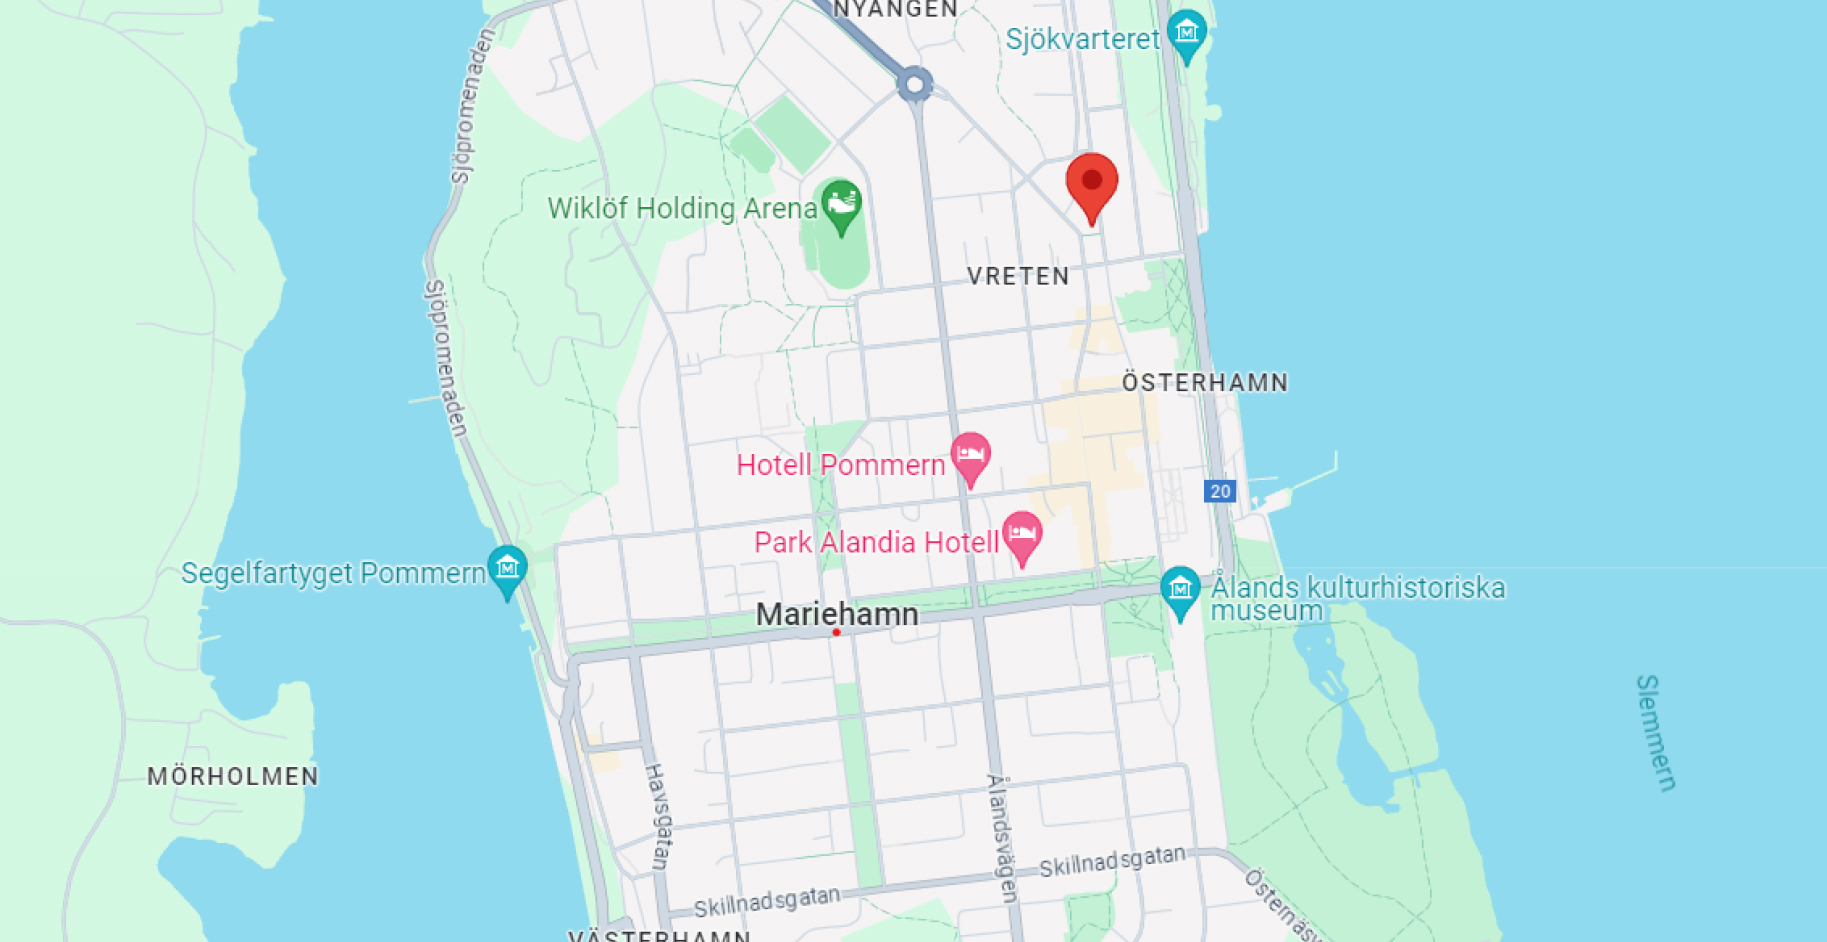 NYÄNGEN
Sjökvarteret
Sjöpromenaden
Wiklöf Holding Arena
VRETEN
Sjöpromenaden
ÖSTERHAMN
Hotell Pommern
20
Park Alandia Hotell
Segelfartyget Pommern
Ålands kulturhistoriska
museum
Mariehamn
Slemmern
MÖRHOLMEN
Havsgatan
Ålandsvägen
Skillnadsgatan
Skillnadsgatan
VÄSTERHAMN